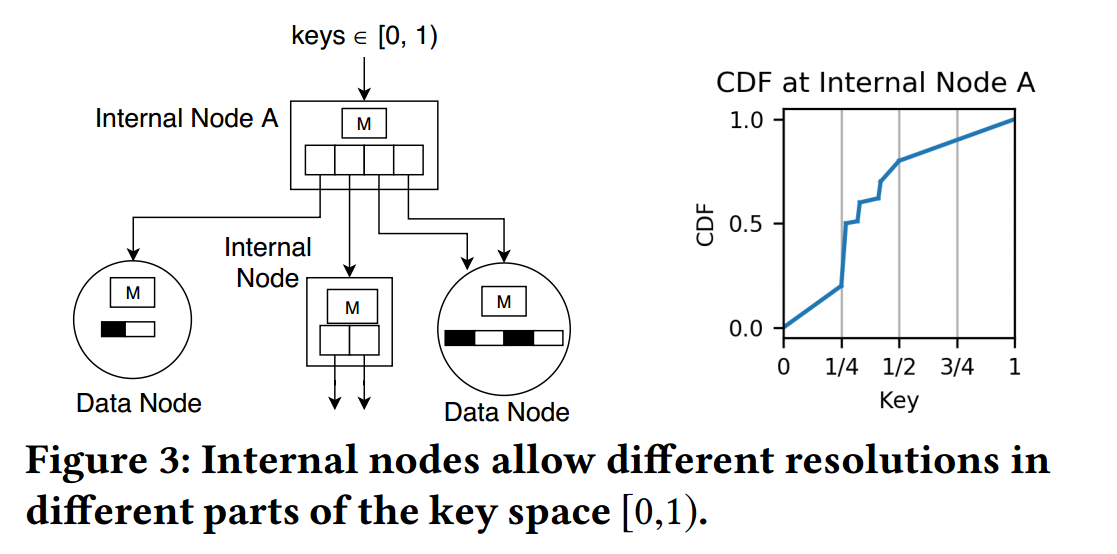 keys ∈ [0, 1)
Internal Node A
M
Internal
Node
M
M
M
Data Node
Data Node
CDF at Internal Node A
1.0
0.5
0.0
CDF
0 1/4 1/2 3/4 1
Key
Figure 3: Internal nodes allow different resolutions in
different parts of the key space [0,1).